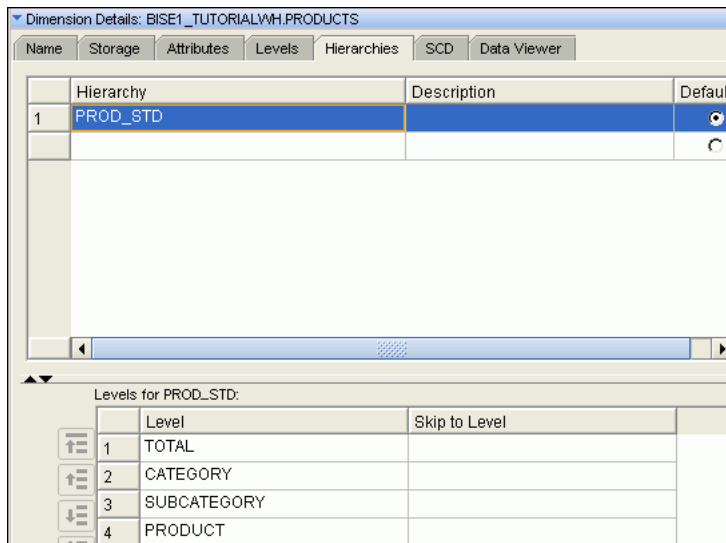 Dimension Details: BISE1_TUTORIALWH.PRODUCTS
Name Storage Attributes Levels Hierarchies SCD Data Viewer
Hierarchy Description Defaul
1 PROD_STD
Levels for PROD_STD:
Level Skip to Level
1 TOTAL
2 CATEGORY
3 SUBCATEGORY
4 PRODUCT